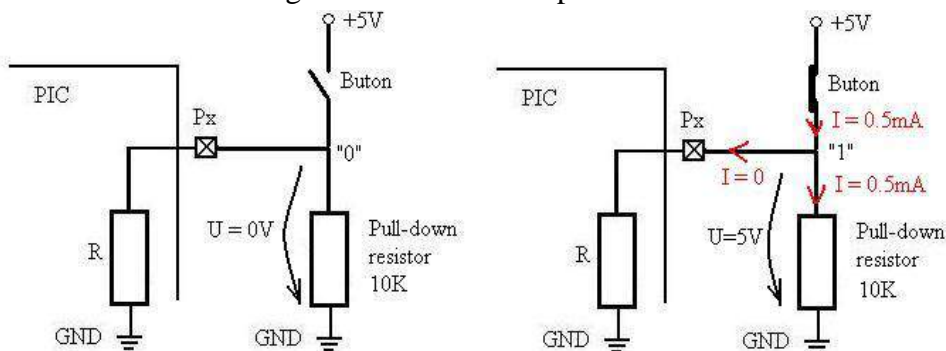 +5V
Buton
PIC
Px
"0"
U = 0V
Pull-down
resistor
10K
R
GND
GND
+5V
Buton
PIC
Px
I = 0.5mA
"1"
I = 0
I = 0.5mA
U=5V
Pull-down
resistor
10K
R
GND
GND